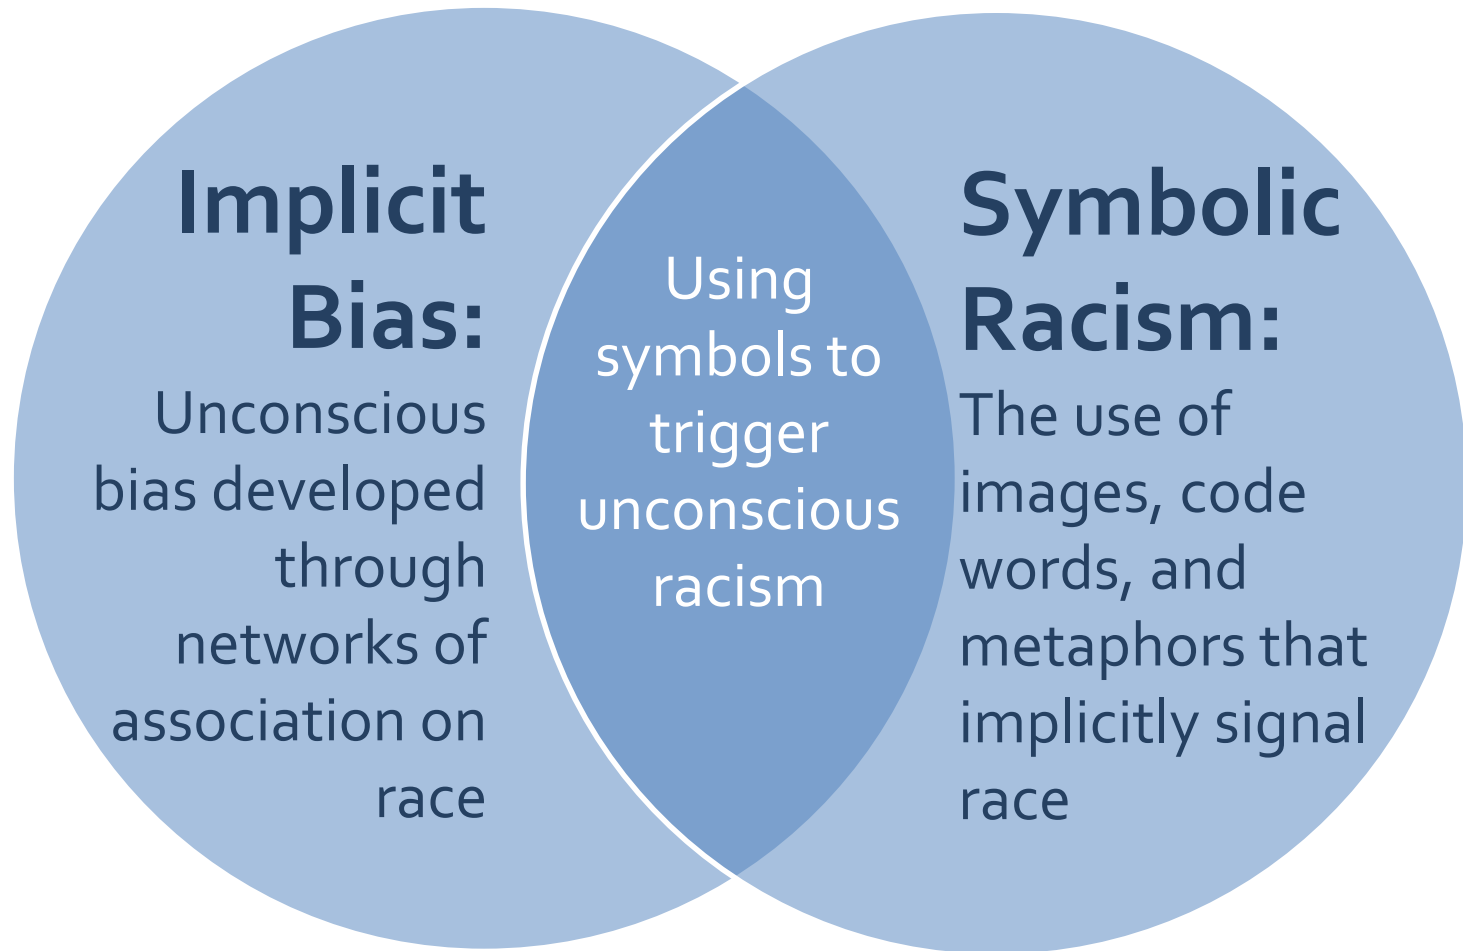 Implicit
Bias:
Unconscious
bias developed
through
networks of
association on
race
Using
symbols to
trigger
unconscious
racism
Symbolic
Racism:
The use of
images, code
words, and
metaphors that
implicitly signal
race